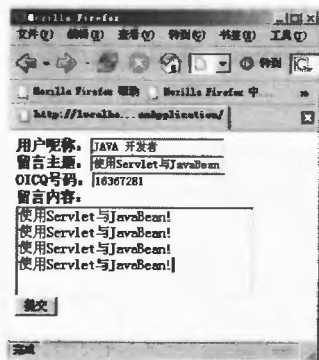 Mozilla Firefox
文件(F) 编辑(E) 查看(V) 转到(G) 书签(B) 工具(T)
转到
Mozilla Firefox 帮助 Mozilla Firefox 中...
http://localho... omApplication/
用户昵称: JAVA 开发者
留言主题: 使用Servlet与JavaBean
OICQ号码: 16367281
留言内容:
使用Servlet与JavaBean!
使用Servlet与JavaBean!
使用Servlet与JavaBean!
使用Servlet与JavaBean!
提交
完成